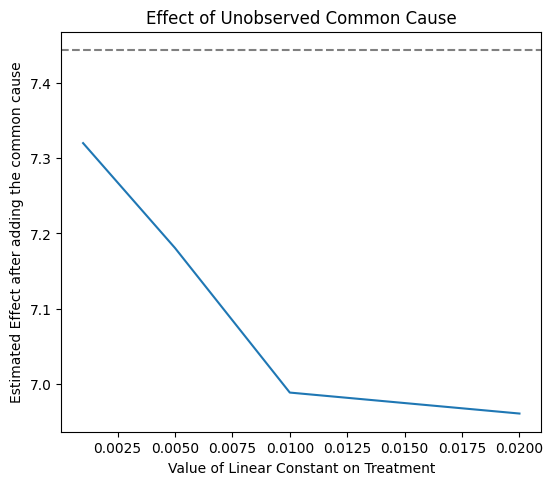 Effect of Unobserved Common Cause
Estimated Effect after adding the common cause
7.4
7.3
7.2
7.1
7.0
0.0025 0.0050 0.0075 0.0100 0.0125 0.0150 0.0175 0.0200
Value of Linear Constant on Treatment